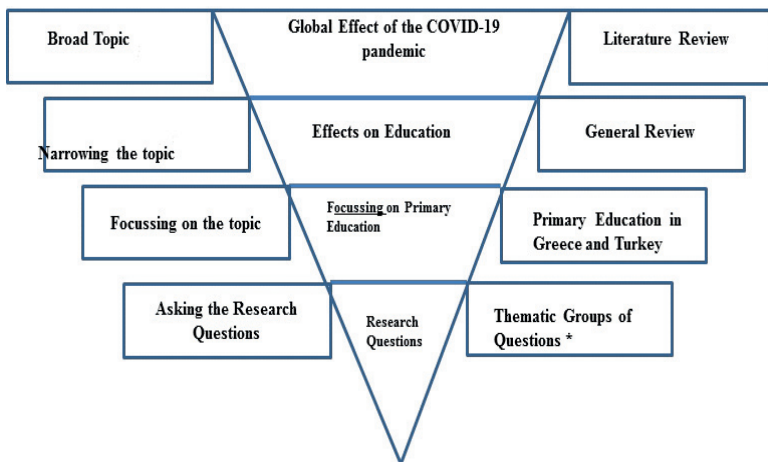 Broad Topic
Global Effect of the COVID-19
pandemic
Literature Review
Narrowing the topic
Effects on Education
General Review
Focussing on the topic
Focussing on Primary
Education
Primary Education in
Greece and Turkey
Asking the Research
Questions
Research
Questions
Thematic Groups of
Questions *